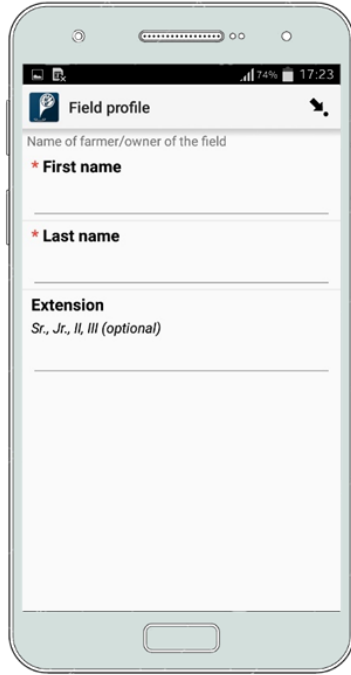 74% 17:23
Field profile
Name of farmer/owner of the field
* First name
* Last name
Extension
Sr., Jr., II, III (optional)